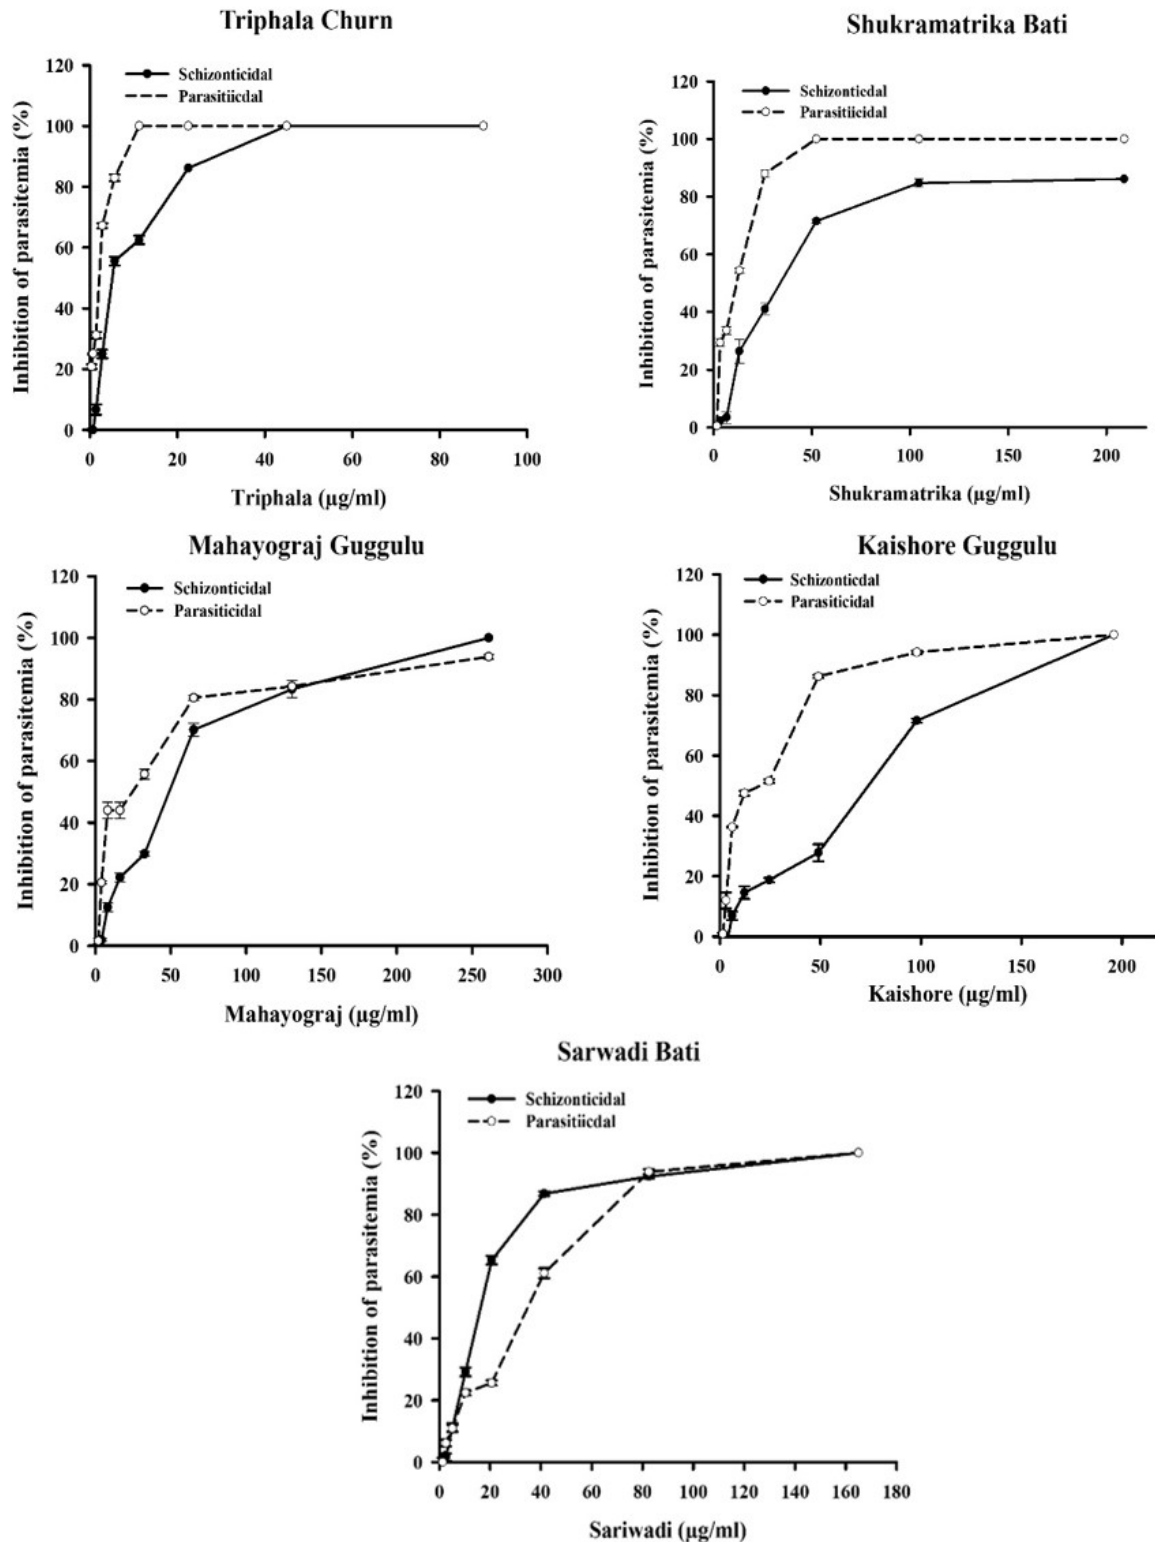 Triphala Churn
120
100
80
60
40
20
0
Inhibition of parasitemia (%)
Schizonticidal
Parasitiicdal
0 20 40 60 80 100
Triphala (µg/ml)
Shukramatrika Bati
120
100
80
60
40
20
0
Inhibition of parasitemia (%)
Schizonticdal
Parasitiicidal
0 50 100 150 200
Shukramatrika (µg/ml)
Mahayograj Guggulu
120
100
80
60
40
20
0
Inhibition of parasitemia (%)
Schizonticidal
Parasiticidal
0 50 100 150 200 250 300
Mahayograj (µg/ml)
Kaishore Guggulu
120
100
80
60
40
20
0
Inhibition of parasitemia (%)
Schizonticdal
Parasiticidal
0 50 100 150 200
Kaishore (µg/ml)
Sarwadi Bati
120
100
80
60
40
20
0
Inhibition of parasitemia (%)
Schizonticidal
Parasitiicdal
0 20 40 60 80 100 120 140 160 180
Sariwadi (µg/ml)